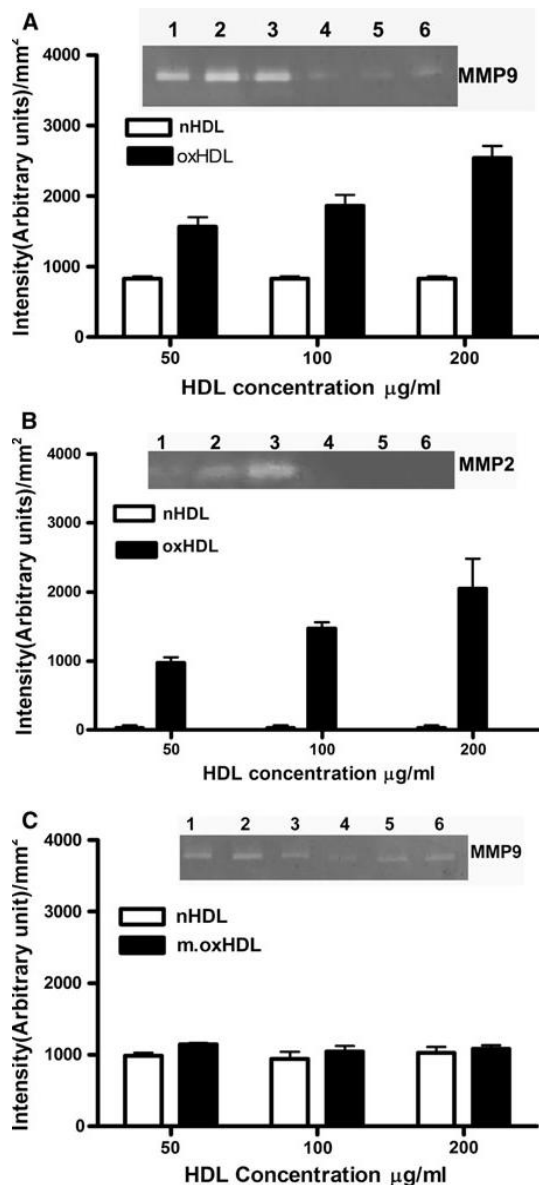 A
1 2 3 4 5 6
MMP9
nHDL
oxHDL
Intensity(Arbitrary units)/mm²
4000
3000
2000
1000
0
50 100 200
HDL concentration μg/ml
B
1 2 3 4 5 6
MMP2
nHDL
oxHDL
Intensity(Arbitrary units)/mm²
4000
3000
2000
1000
0
50 100 200
HDL concentration μg/ml
C
1 2 3 4 5 6
MMP9
nHDL
m.oxHDL
Intensity(Arbitrary unit)/mm²
4000
3000
2000
1000
0
50 100 200
HDL Concentration μg/ml